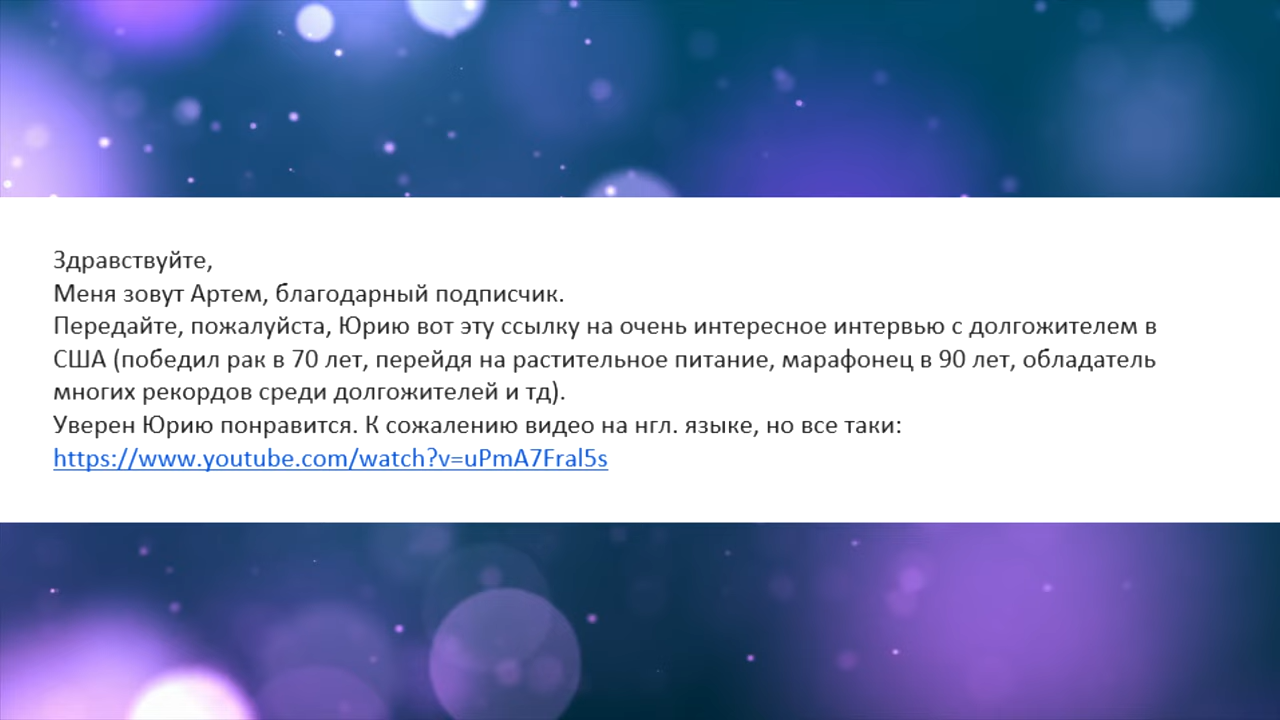 Здравствуйте,
Меня зовут Артем, благодарный подписчик.
Передайте, пожалуйста, Юрию вот эту ссылку на очень интересное интервью с долгожителем в
США (победил рак в 70 лет, перейдя на растительное питание, марафонец в 90 лет, обладатель
многих рекордов среди долгожителей и тд).
Уверен Юрию понравится. К сожалению видео на нгл. языке, но все таки:
https://www.youtube.com/watch?v=uPmA7Fral5s